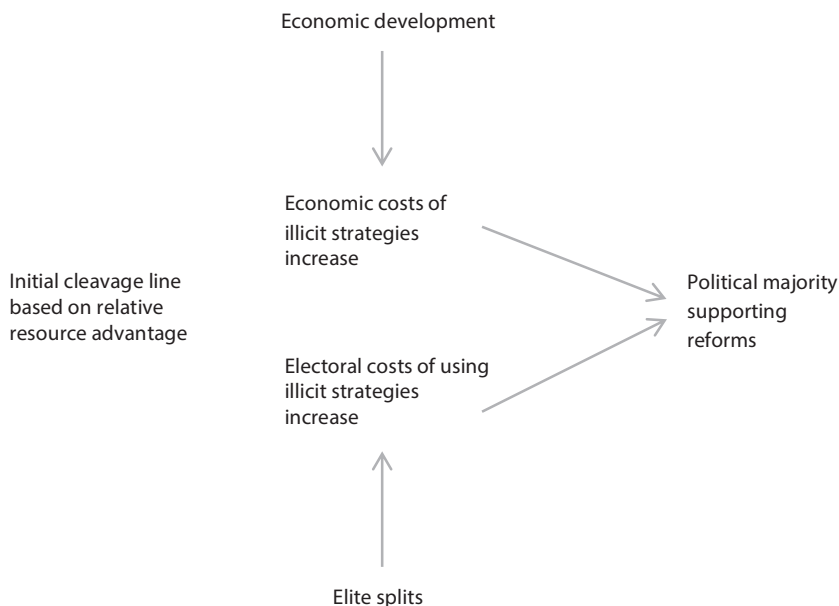 Economic development
Economic costs of
illicit strategies
increase
Initial cleavage line
based on relative
resource advantage
Political majority
supporting
reforms
Electoral costs of using
illicit strategies
increase
Elite splits